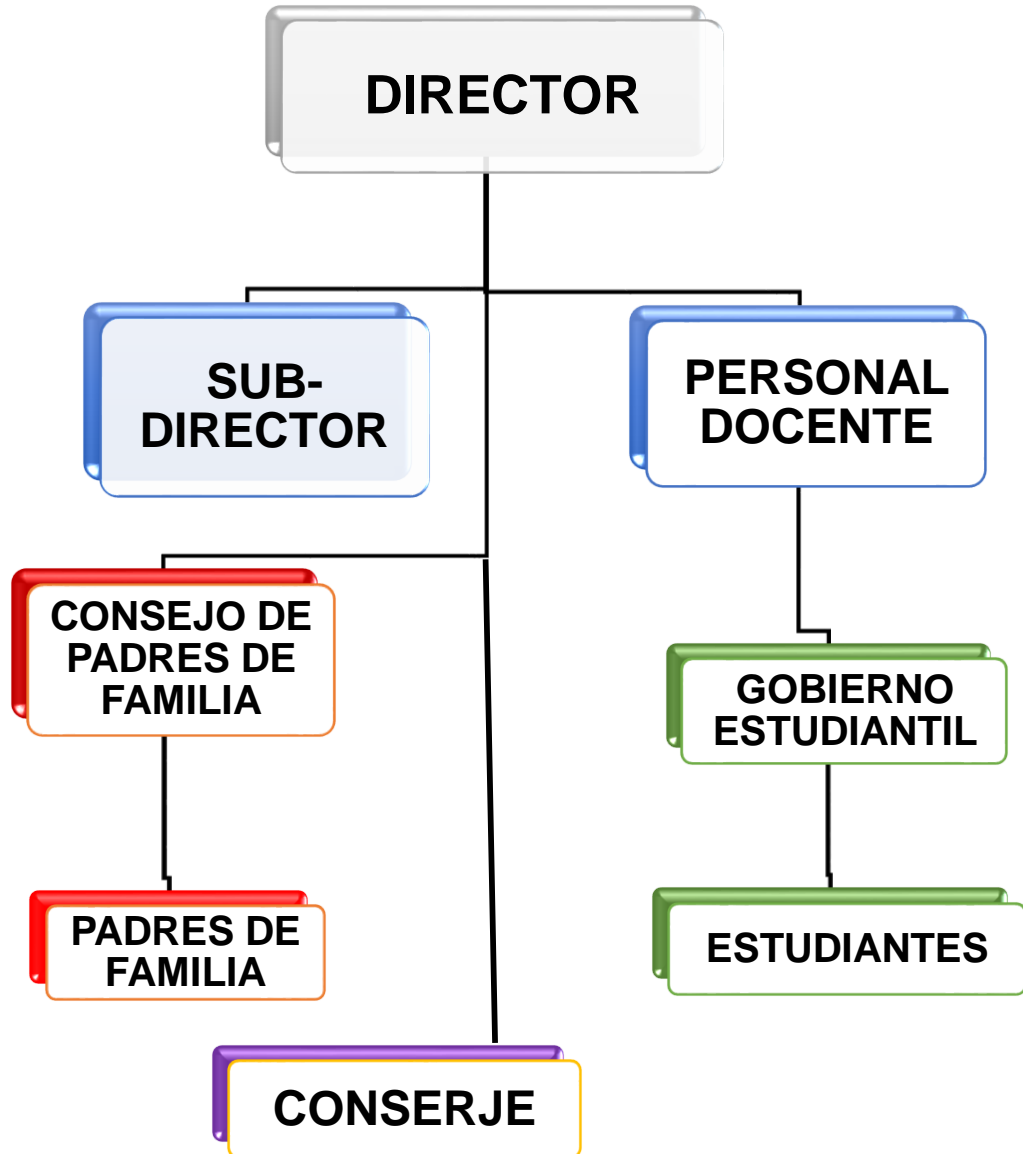 DIRECTOR
SUB-
DIRECTOR
PERSONAL
DOCENTE
CONSEJO DE
PADRES DE
FAMILIA
GOBIERNO
ESTUDIANTIL
PADRES DE
FAMILIA
ESTUDIANTES
CONSERJE